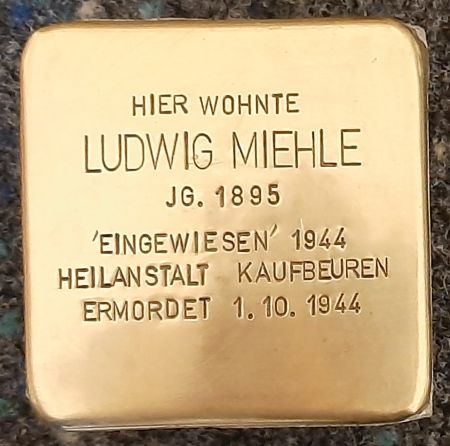 HIER WOHNTE
LUDWIG MIEHLE
JG. 1895
'EINGEWIESEN' 1944
HEILANSTALT KAUFBEUREN
ERMORDET 1.10.1944